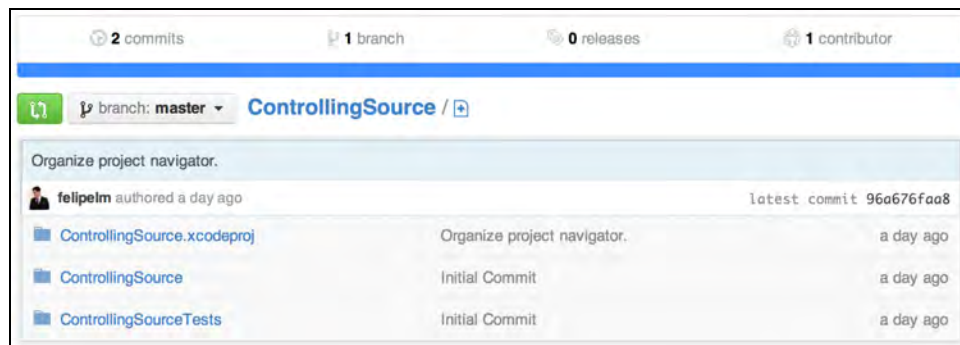 2 commits 1 branch 0 releases 1 contributor
branch: master ControllingSource /
Organize project navigator.
felipelm authored a day ago latest commit 96a676faa8
ControllingSource.xcodeproj Organize project navigator. a day ago
ControllingSource Initial Commit a day ago
ControllingSourceTests Initial Commit a day ago